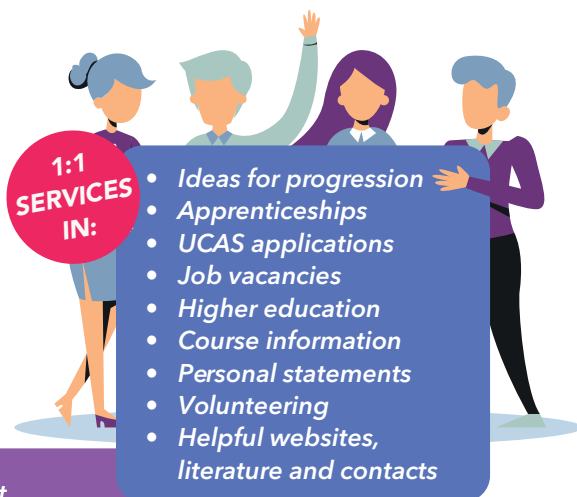 1:1
SERVICES
IN:
• Ideas for progression
• Apprenticeships
• UCAS applications
• Job vacancies
• Higher education
• Course information
• Personal statements
• Volunteering
• Helpful websites,
literature and contacts